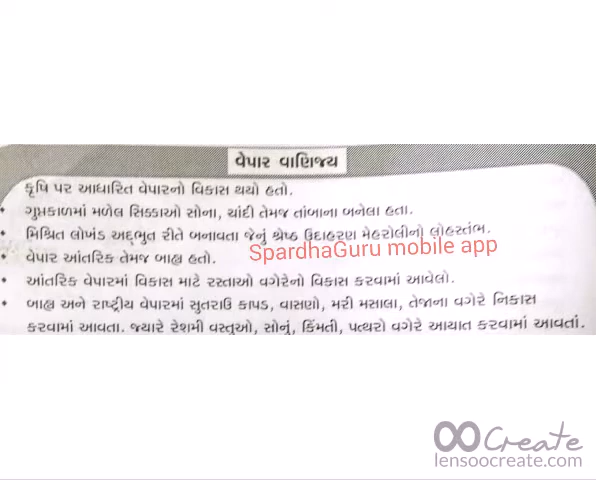 વેપાર વાણિજ્ય
કૃષિ પર આધારિત વેપારનો વિકાસ થયો હતો.
• ગુપ્તકાળમાં મળેલ સિક્કાઓ સોના, ચાંદી તેમજ તાંબાના બનેલા હતા.
• મિશ્રિત લોખંડ અદ્ભુત રીતે બનાવતા જેનું શ્રેષ્ઠ ઉદાહરણ મેહરોલીનો લોહસ્તંભ.
SpardhaGuru mobile app
• વેપાર આંતરિક તેમજ બાહ્ય હતો.
• આંતરિક વેપારમાં વિકાસ માટે રસ્તાઓ વગેરેનો વિકાસ કરવામાં આવેલો.
• બાહ્ય અને રાષ્ટ્રીય વેપારમાં સુતરાઉ કાપડ, વાસણો, મરી મસાલા, તેજાના વગેરે નિકાસ
કરવામાં આવતા. જ્યારે રેશમી વસ્તુઓ, સોનું, કિંમતી, પત્થરો વગેરે આયાત કરવામાં આવતાં.
Create
lensoocreate.com